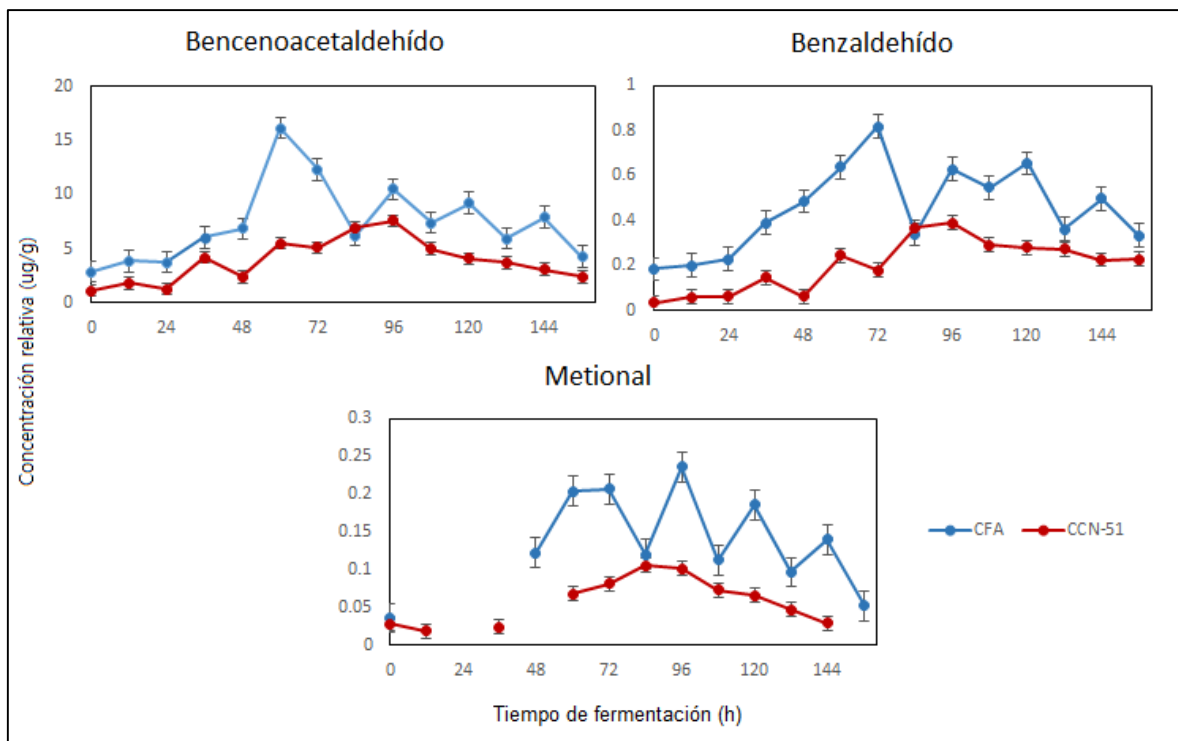 Bencenoacetaldehído
20
15
10
5
0
0 24 48 72 96 120 144
Benzaldehído
1
0.8
0.6
0.4
0.2
0
0 24 48 72 96 120 144
Concentración relativa (ug/g)
Metional
0.3
0.25
0.2
0.15
0.1
0.05
0
0 24 48 72 96 120 144
CFA CCN-51
Tiempo de fermentación (h)